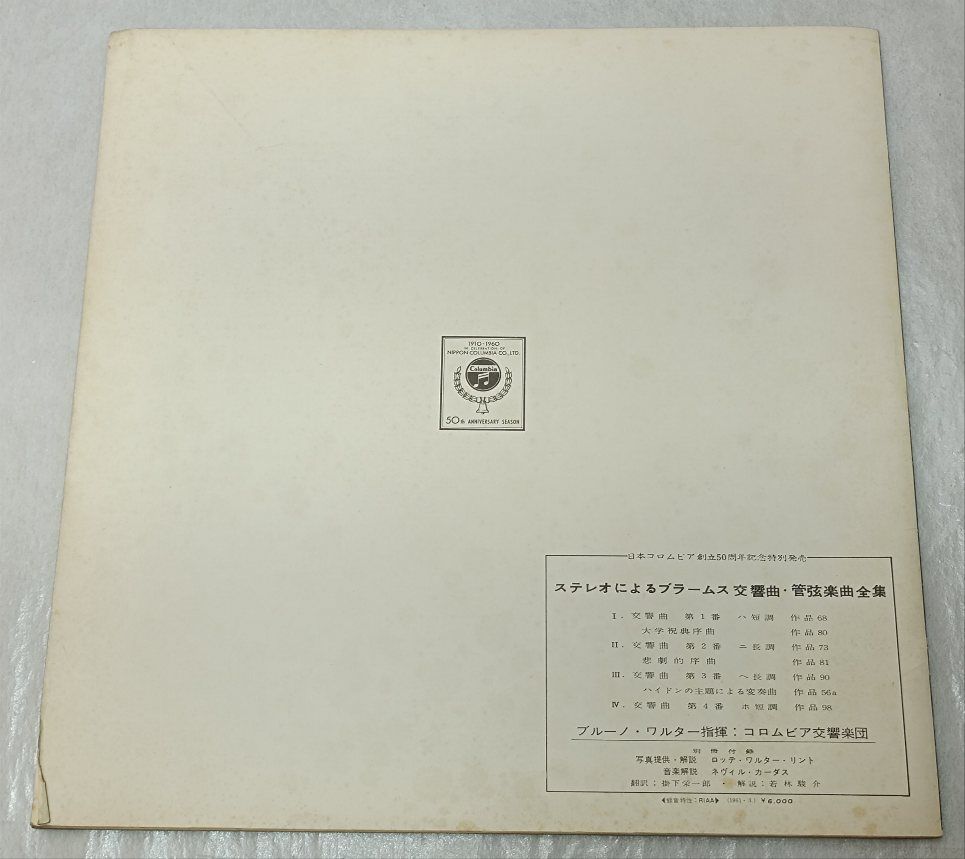 1910-1960
IN CELEBRATION OF
NIPPON COLUMBIA CO., LTD.
Columbia
50th ANNIVERSARY SEASON
日本コロムビア創立50周年記念特別発売
ステレオによるブラームス交響曲・管弦楽曲全集
Ⅰ. 交響曲 第1番 ハ短調 作品68
大学祝典序曲 作品80
Ⅱ. 交響曲 第2番 ニ長調 作品73
悲劇的序曲 作品81
Ⅲ. 交響曲 第3番 ヘ長調 作品90
ハイドンの主題による変奏曲 作品56a
Ⅳ. 交響曲 第4番 ホ短調 作品98
ブルーノ・ワルター指揮：コロムビア交響楽団
別冊付録
写真提供・解説 ロッテ・ワルター・リント
音楽解説 ネヴィル・カーダス
翻訳：掛下栄一郎・解説：若林駿介
◀録音特性：RIAA▶ (1961・1) ￥6,000